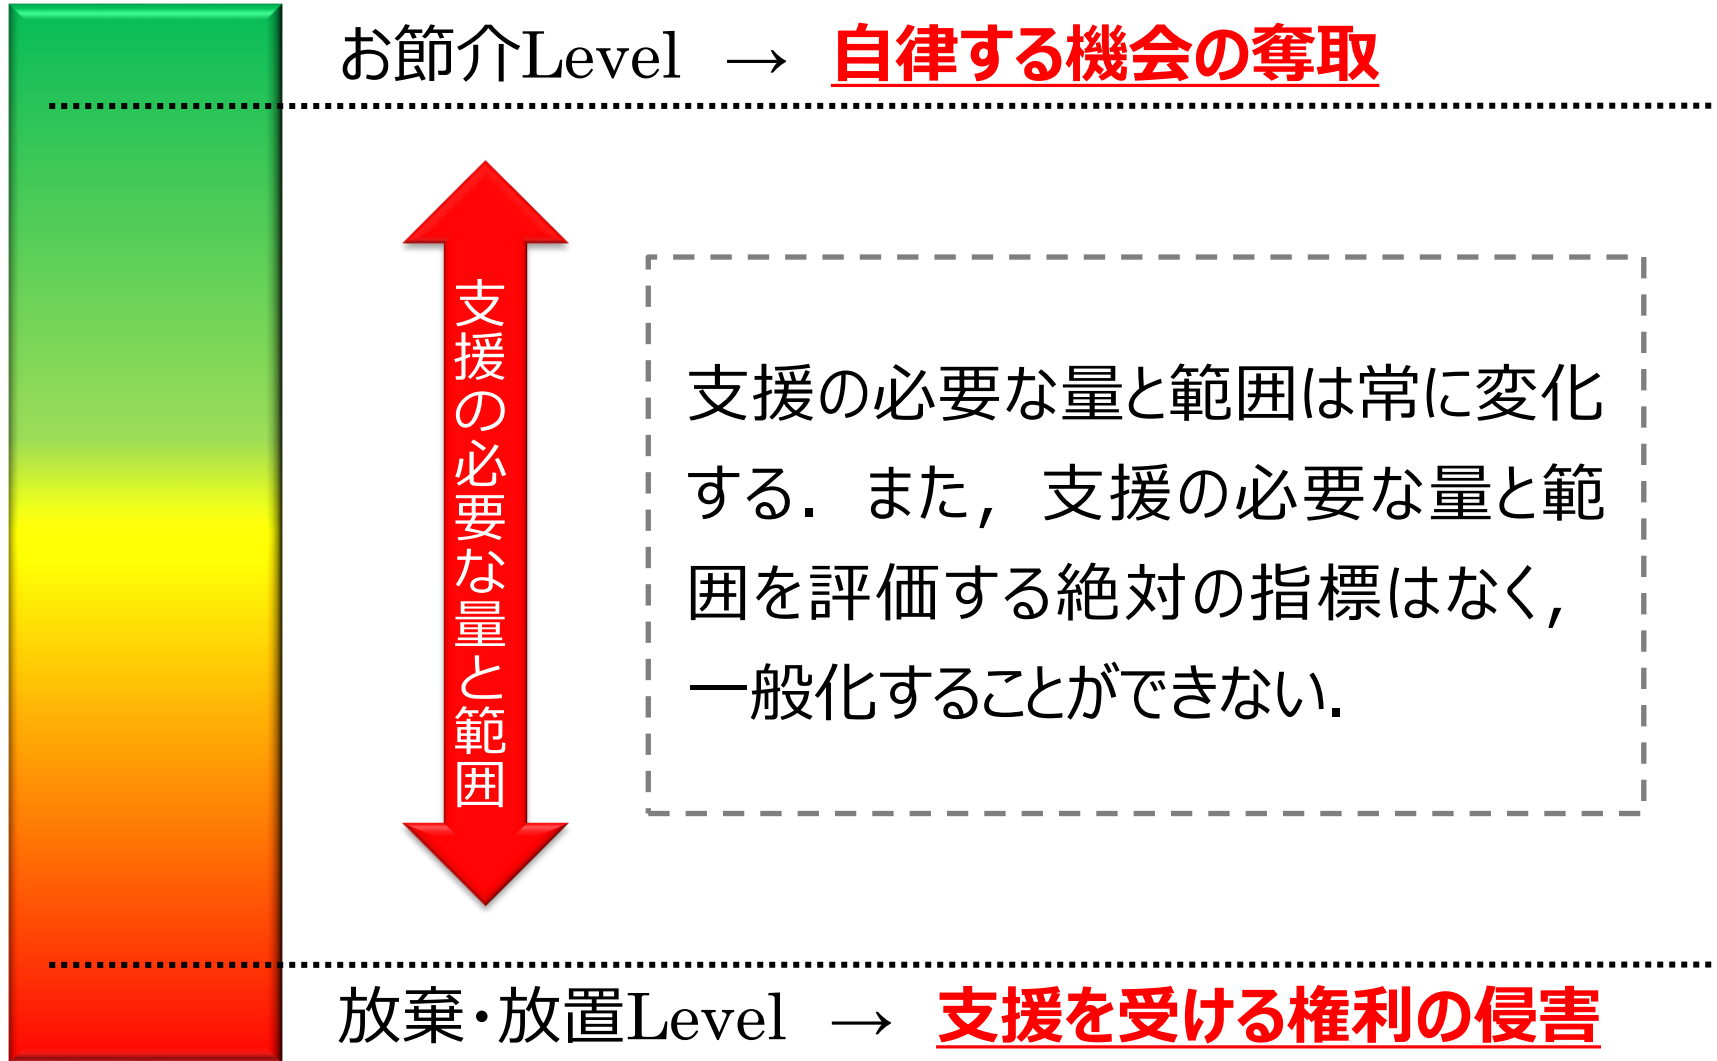 お節介Level → 自律する機会の奪取
支援の必要な量と範囲
支援の必要な量と範囲は常に変化
する．また，支援の必要な量と範
囲を評価する絶対の指標はなく，
一般化することができない．
放棄・放置Level → 支援を受ける権利の侵害